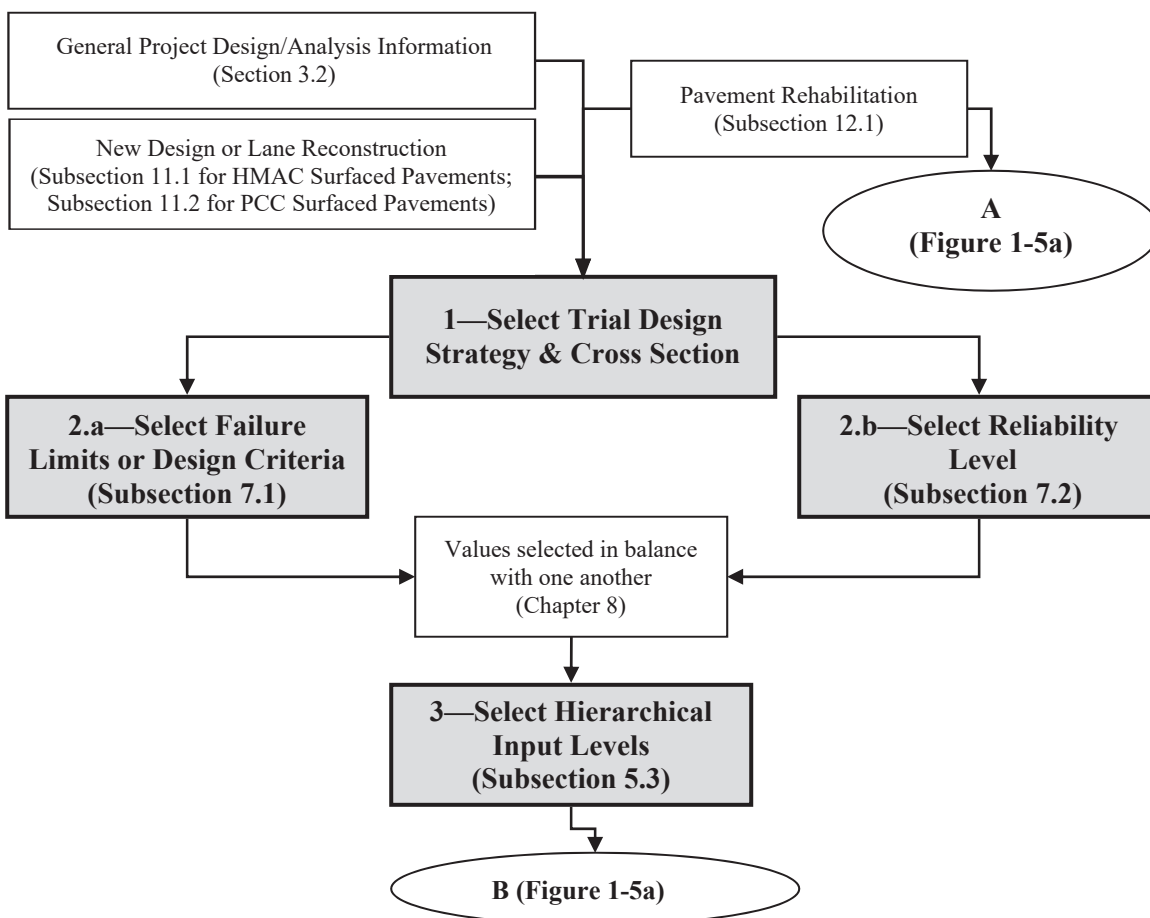 General Project Design/Analysis Information
(Section 3.2)
Pavement Rehabilitation
(Subsection 12.1)
New Design or Lane Reconstruction
(Subsection 11.1 for HMAC Surfaced Pavements;
Subsection 11.2 for PCC Surfaced Pavements)
A
(Figure 1-5a)
1—Select Trial Design
Strategy & Cross Section
2.a—Select Failure
Limits or Design Criteria
(Subsection 7.1)
2.b—Select Reliability
Level
(Subsection 7.2)
Values selected in balance
with one another
(Chapter 8)
3—Select Hierarchical
Input Levels
(Subsection 5.3)
B (Figure 1-5a)